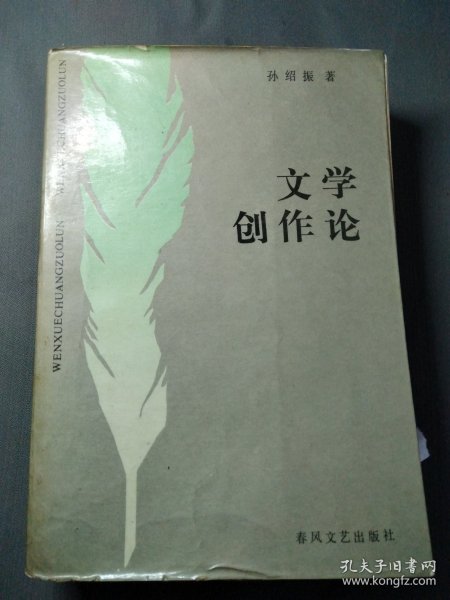 孙绍振 著
文学
创作论
WENXUECHUANGZUOLUN
WENXUECHUANGZUOLUN
春风文艺出版社
孔夫子旧书网
www.kongfz.com